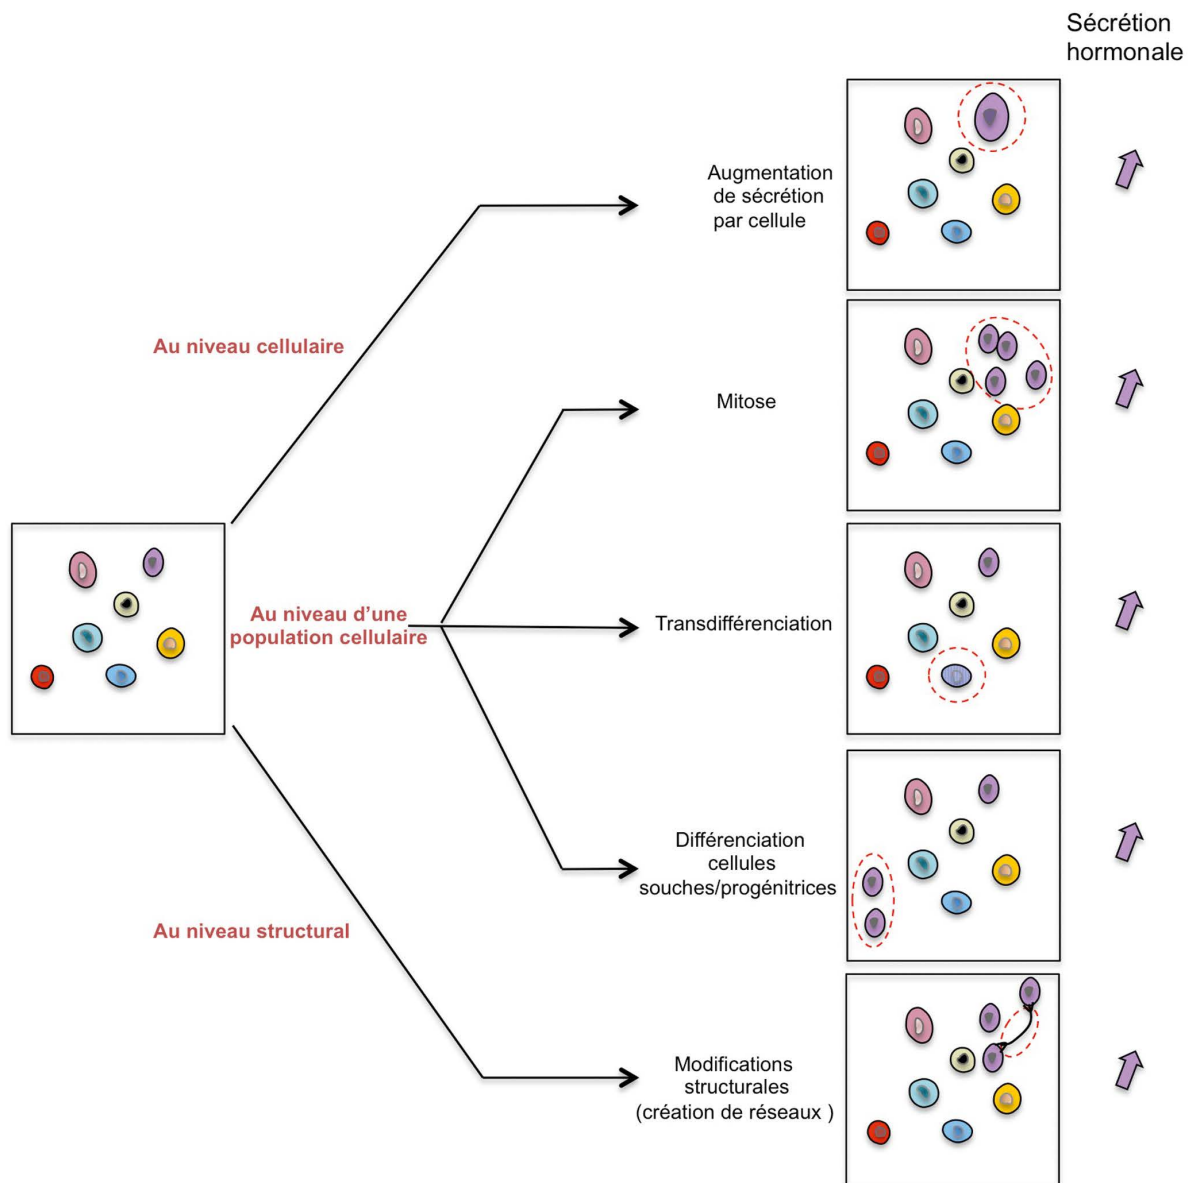 Sécrétion
hormonale
Augmentation
de sécrétion
par cellule
Au niveau cellulaire
Mitose
Au niveau d’une
population cellulaire
Transdifférenciation
Différenciation
cellules
souches/progénitrices
Au niveau structural
Modifications
structurales
(création de réseaux )